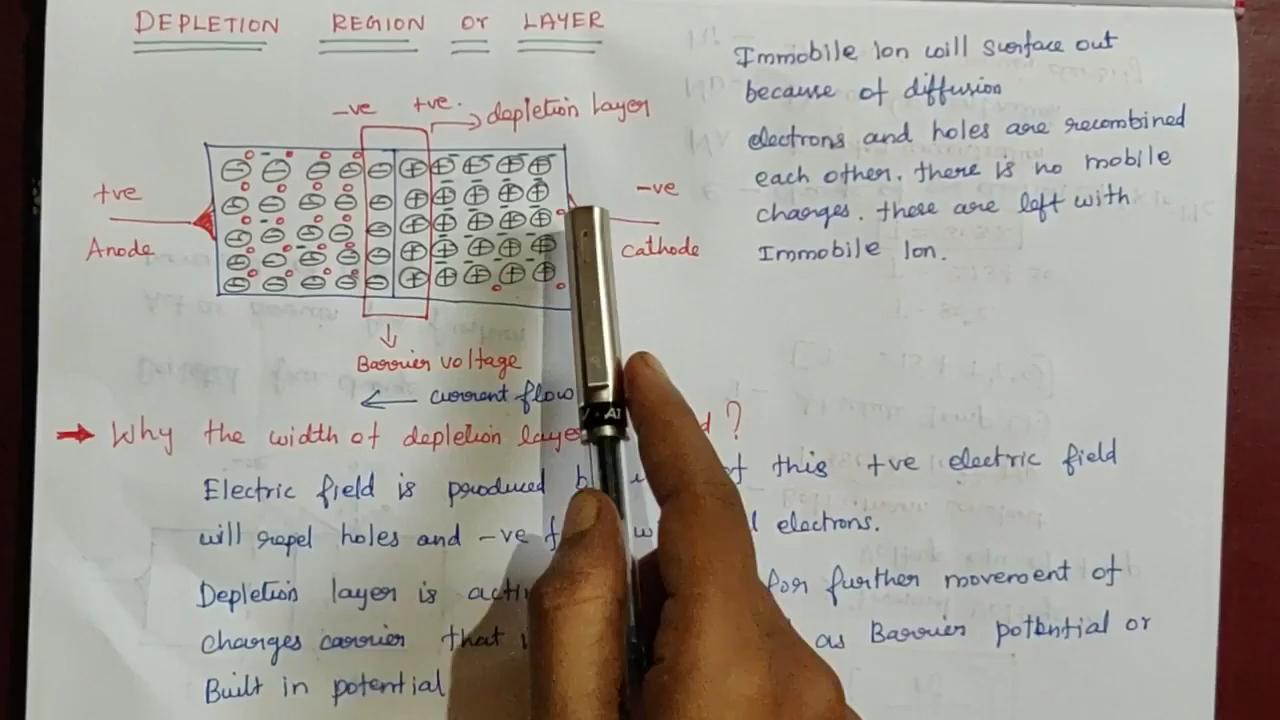 DEPLETION REGION or LAYER
-ve +ve. → depletion layer
+ve
Anode
-ve
cathode
Barrier voltage
← current flow
Immobile Ion will surface out
because of diffusion
electrons and holes are recombined
each other. there is no mobile
charges. these are left with
Immobile Ion.
→ Why the width of depletion ?
Electric field is produced this +ve electric field
will repel holes and -ve electrons.
Depletion layer is for further movement of
charges carrier that as Barrier potential or
Built in potential